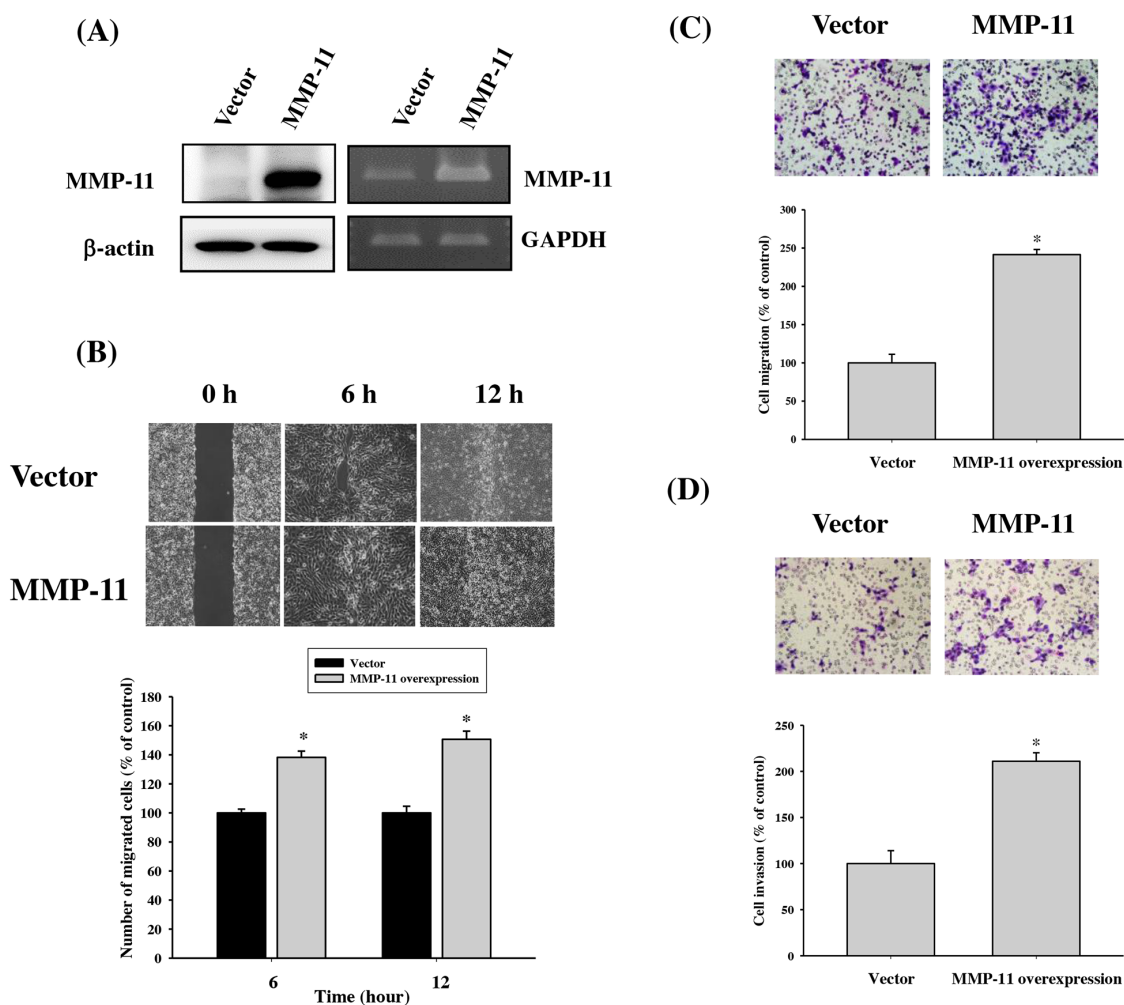 (A)
Vector
MMP-11
Vector
MMP-11
MMP-11
MMP-11
β-actin
GAPDH
(B)
0 h
6 h
12 h
Vector
MMP-11
Vector
MMP-11 overexpression
Number of migrated cells (% of control)
180
160
140
120
100
80
60
40
20
0
*
*
6
12
Time (hour)
(C)
Vector
MMP-11
Cell migration (% of control)
300
250
200
150
100
50
0
*
Vector
MMP-11 overexpression
(D)
Vector
MMP-11
Cell invasion (% of control)
250
200
150
100
50
0
*
Vector
MMP-11 overexpression